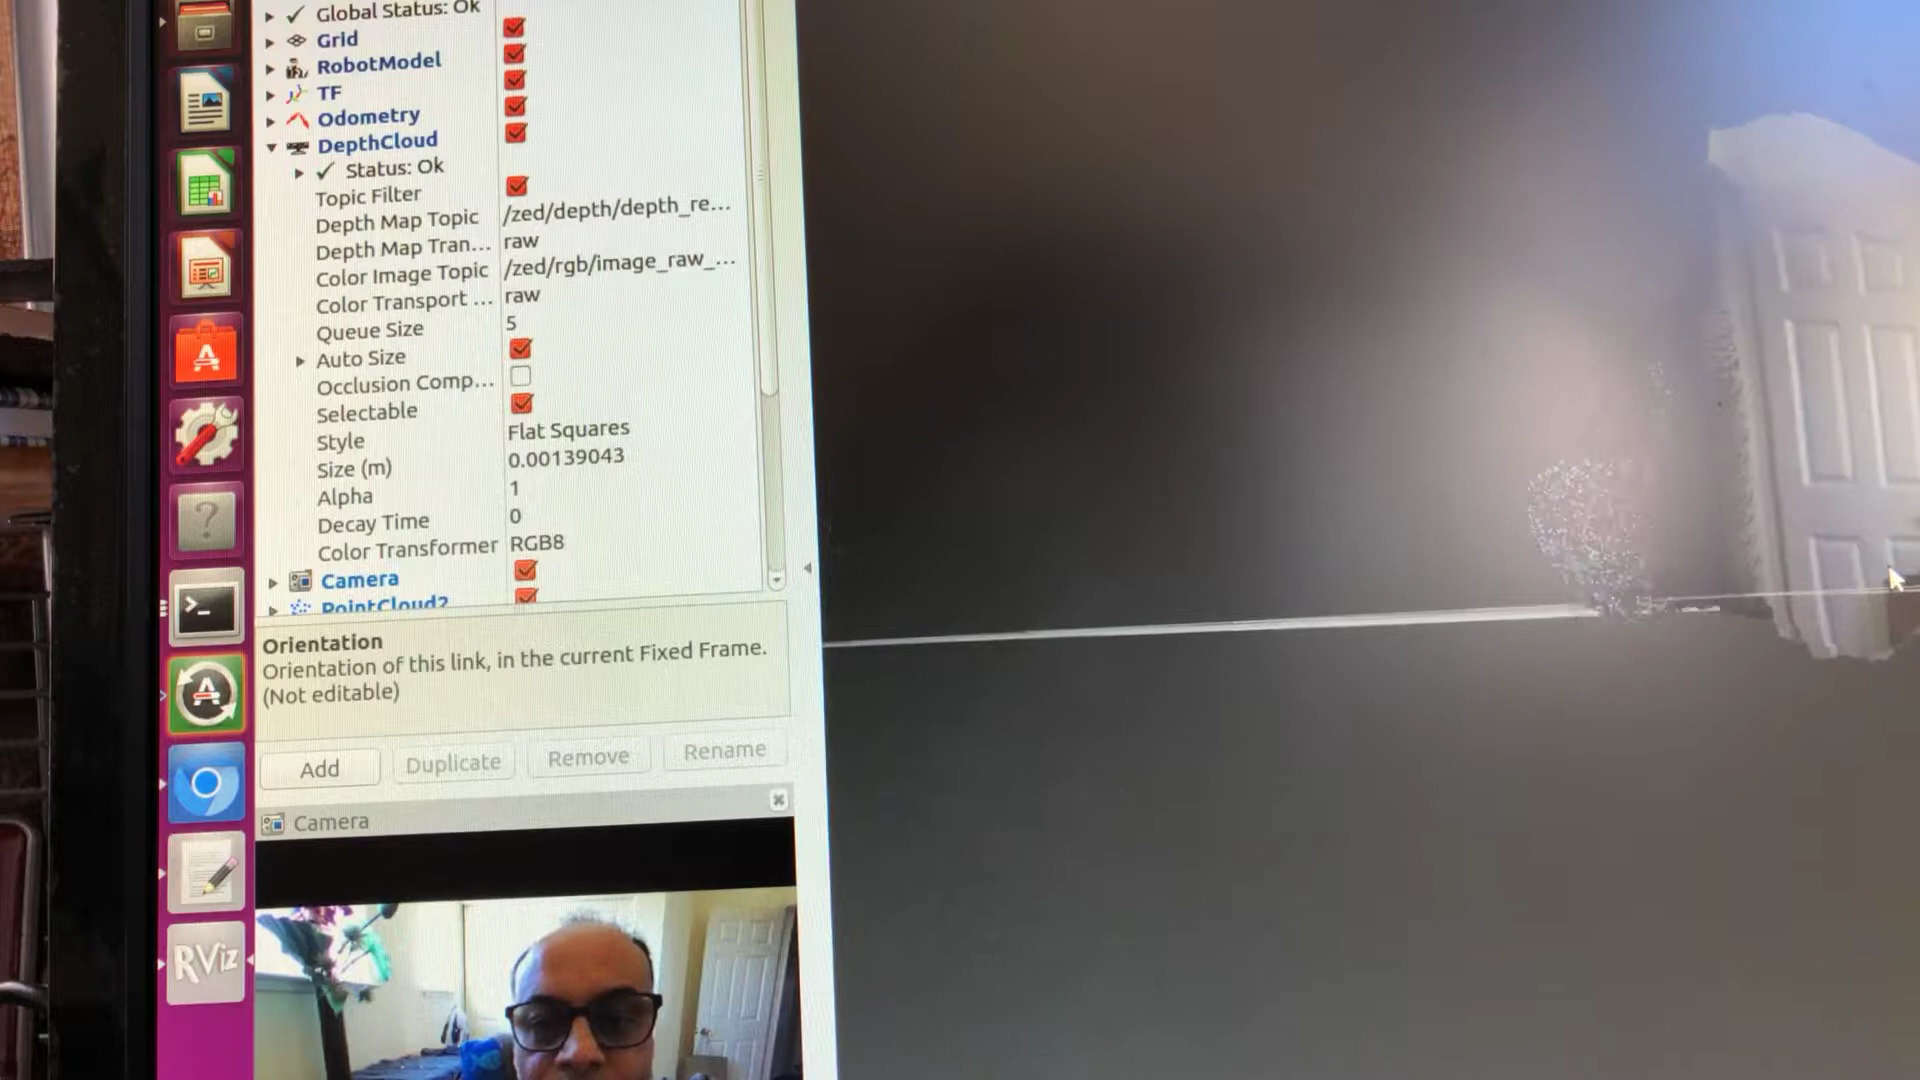 Global Status: Ok
Grid
RobotModel
TF
Odometry
DepthCloud
Status: Ok
Topic Filter
Depth Map Topic /zed/depth/depth_re...
Depth Map Tran... raw
Color Image Topic /zed/rgb/image_raw_...
Color Transport ... raw
Queue Size 5
Auto Size
Occlusion Comp...
Selectable
Style Flat Squares
Size (m) 0.00139043
Alpha 1
Decay Time 0
Color Transformer RGB8
Camera
PointCloud2
Orientation
Orientation of this link, in the current Fixed Frame.
(Not editable)
Add Duplicate Remove Rename
Camera
RViz